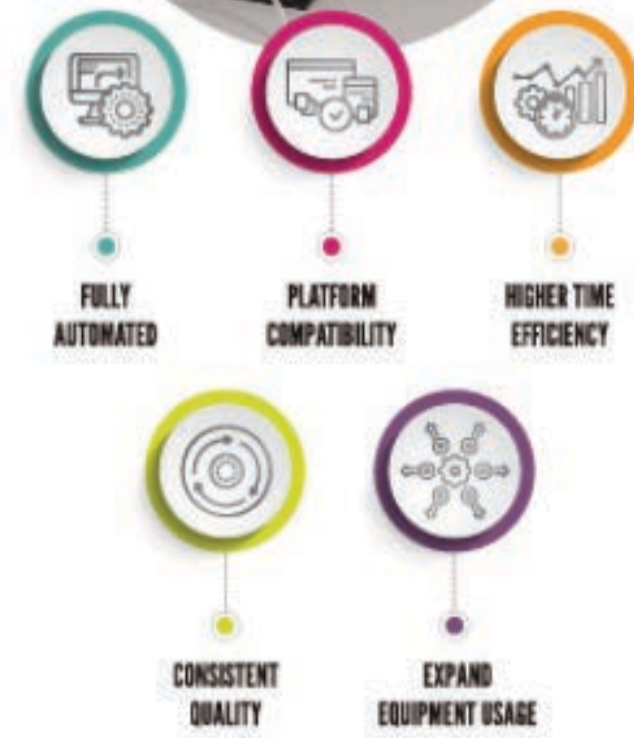 FULLY
AUTOMATED
PLATFORM
COMPATIBILITY
HIGHER TIME
EFFICIENCY
CONSISTENT
QUALITY
EXPAND
EQUIPMENT USAGE